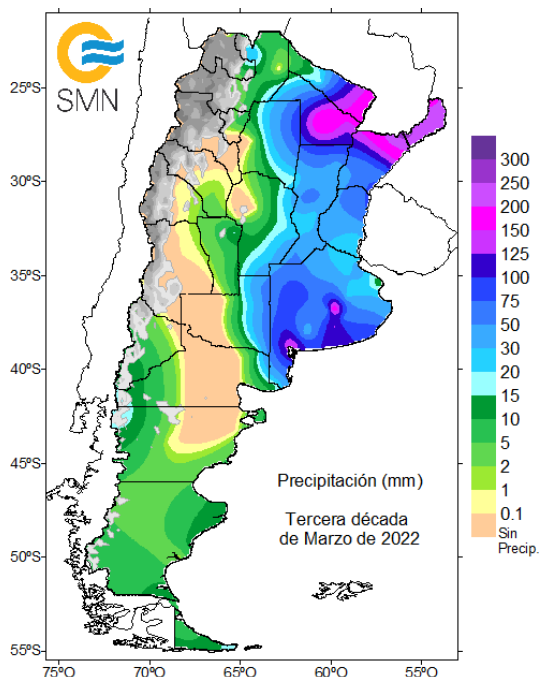 SMN
25ºS
30ºS
35ºS
40ºS
45ºS
50ºS
55ºS
75ºO
70ºO
65ºO
60ºO
55ºO
Precipitación (mm)
Tercera década
de Marzo de 2022
300
250
200
150
125
100
75
50
30
20
15
10
5
2
1
0.1
Sin
Precip.